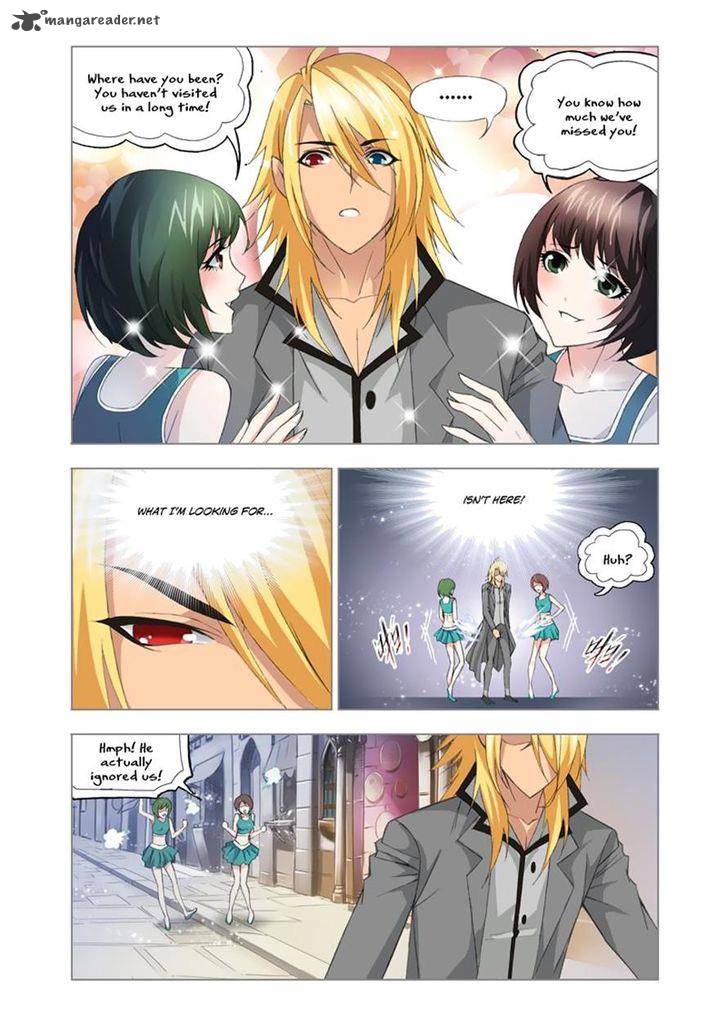 mangareader.net
Where have you been?
You haven't visited
us in a long time!
......
You know how
much we've
missed you!
WHAT I'M LOOKING FOR...
ISN'T HERE!
Huh?
Hmph! He
actually
ignored us!